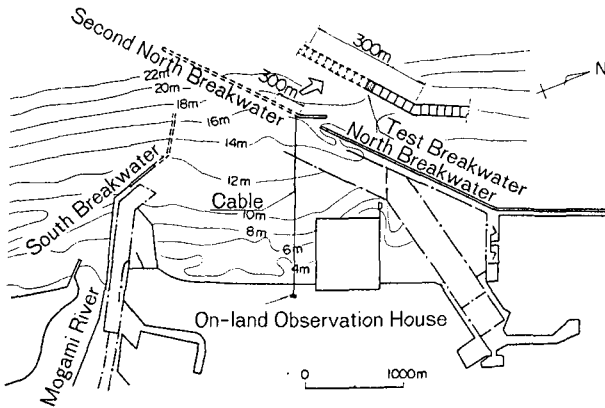 Second North Breakwater
300m
300m
N
22m
20m
18m
16m
14m
12m
10m
8m
6m
4m
Test Breakwater
North Breakwater
South Breakwater
Cable
On-land Observation House
Mogami River
0 1000m